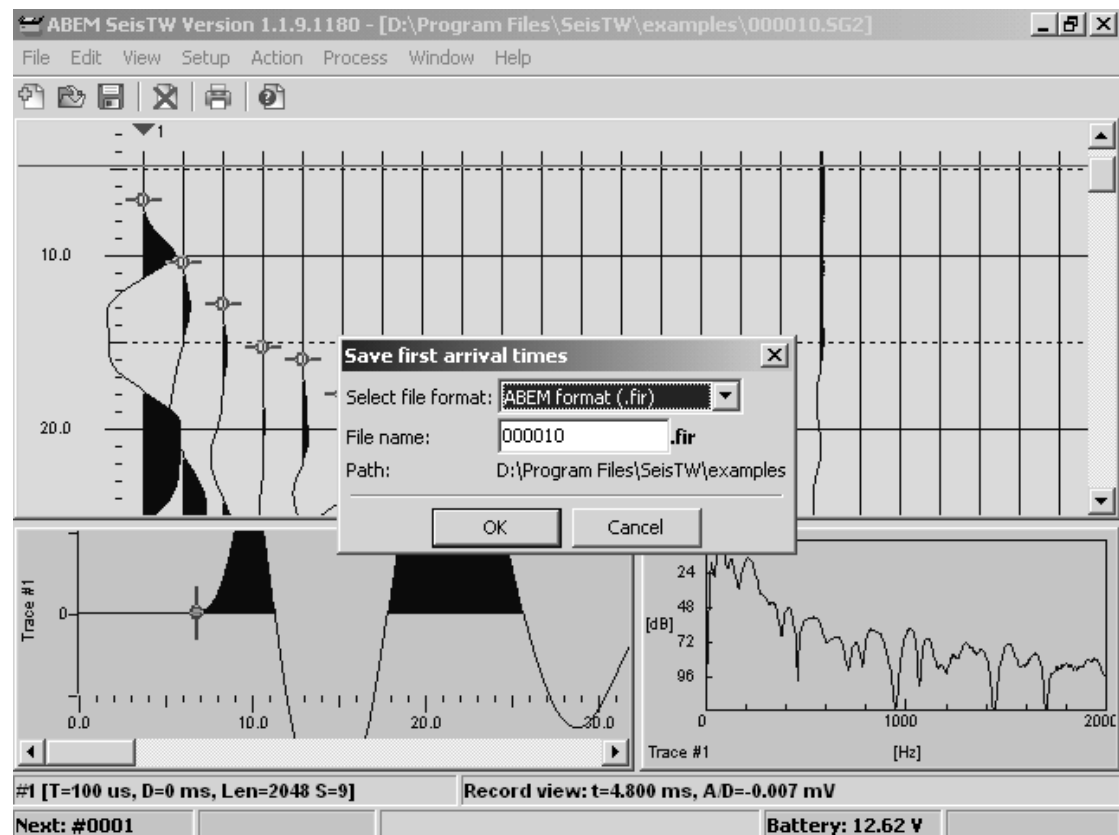 ABEM SeisTW Version 1.1.9.1180 - [D:\Program Files\SeisTW\examples\000010.SG2]
File Edit View Setup Action Process Window Help
1
10.0
20.0
Save first arrival times
Select file format: ABEM format (.fir)
File name: 000010 .fir
Path: D:\Program Files\SeisTW\examples
OK Cancel
Trace #1
0
0.0 10.0 20.0 30.0
24
48
[dB]
72
96
0 1000 2000
Trace #1 [Hz]
#1 [T=100 us, D=0 ms, Len=2048 S=9] Record view: t=4.800 ms, A/D=-0.007 mV
Next: #0001 Battery: 12.62 V